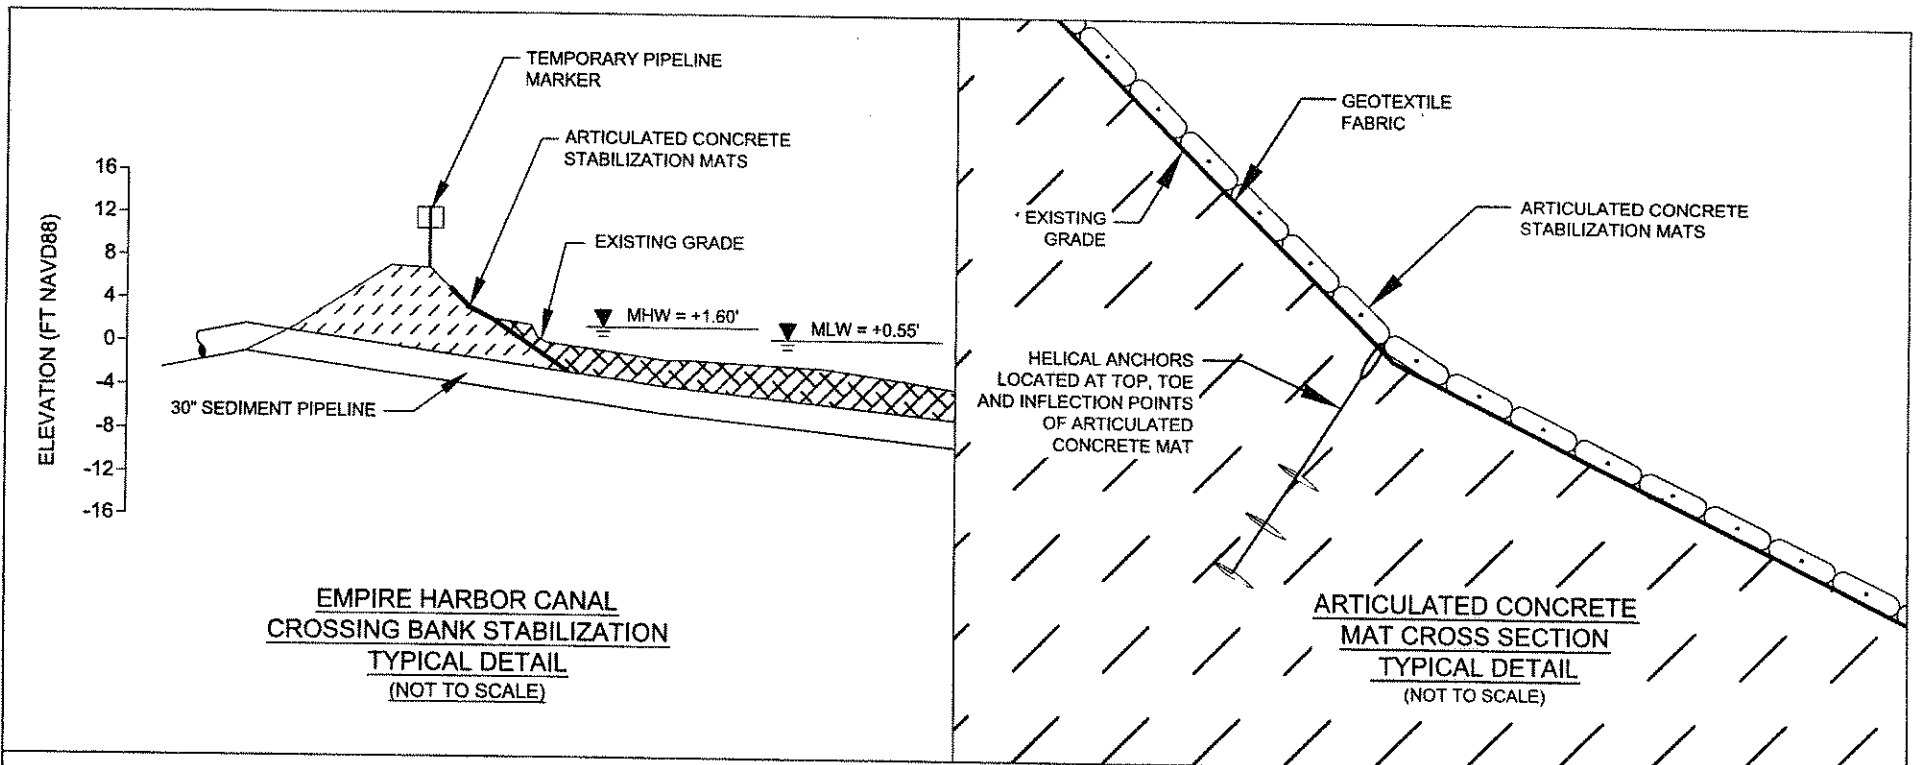 TEMPORARY PIPELINE
MARKER
ARTICULATED CONCRETE
STABILIZATION MATS
EXISTING GRADE
MHW = +1.60'
MLW = +0.55'
30" SEDIMENT PIPELINE
ELEVATION (FT NAVD88)
16
12
8
4
0
-4
-8
-12
-16
EMPIRE HARBOR CANAL
CROSSING BANK STABILIZATION
TYPICAL DETAIL
(NOT TO SCALE)
GEOTEXTILE
FABRIC
EXISTING
GRADE
ARTICULATED CONCRETE
STABILIZATION MATS
HELICAL ANCHORS
LOCATED AT TOP, TOE
AND INFLECTION POINTS
OF ARTICULATED
CONCRETE MAT
ARTICULATED CONCRETE
MAT CROSS SECTION
TYPICAL DETAIL
(NOT TO SCALE)